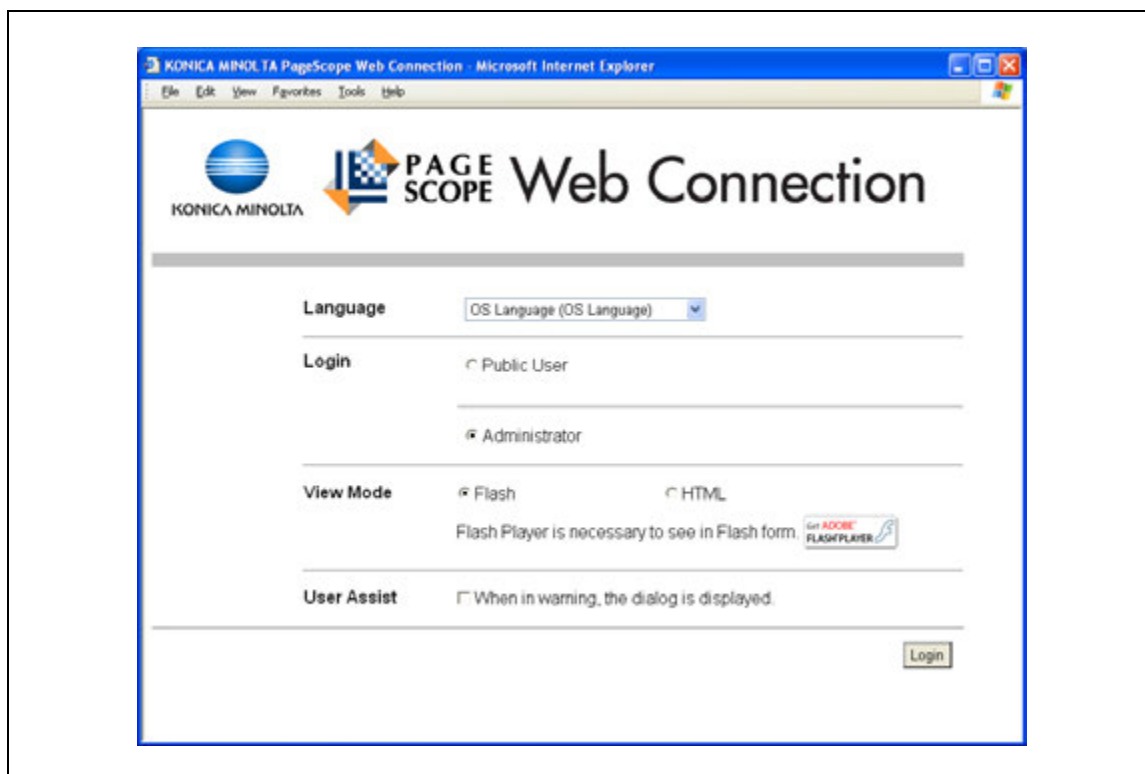 KONICA MINOLTA PageScope Web Connection - Microsoft Internet Explorer
File Edit View Favorites Tools Help
KONICA MINOLTA
PAGE SCOPE Web Connection
Language OS Language (OS Language)
Login Public User
Administrator
View Mode Flash HTML
Flash Player is necessary to see in Flash form. Get ADOBE FLASH PLAYER
User Assist When in warning, the dialog is displayed.
Login